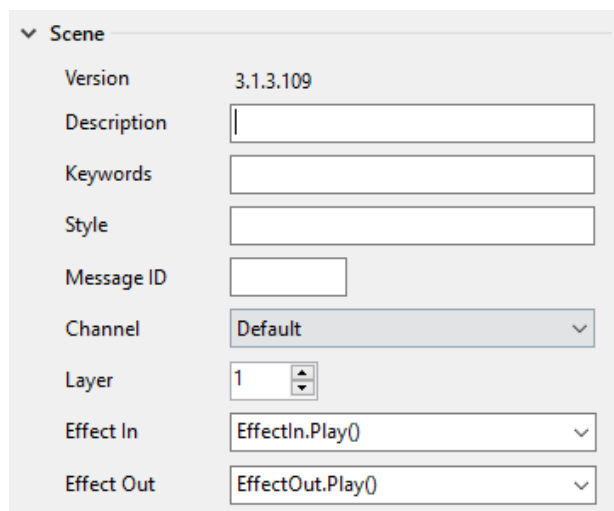 Scene
Version 3.1.3.109
Description
Keywords
Style
Message ID
Channel Default
Layer 1
Effect In EffectIn.Play()
Effect Out EffectOut.Play()